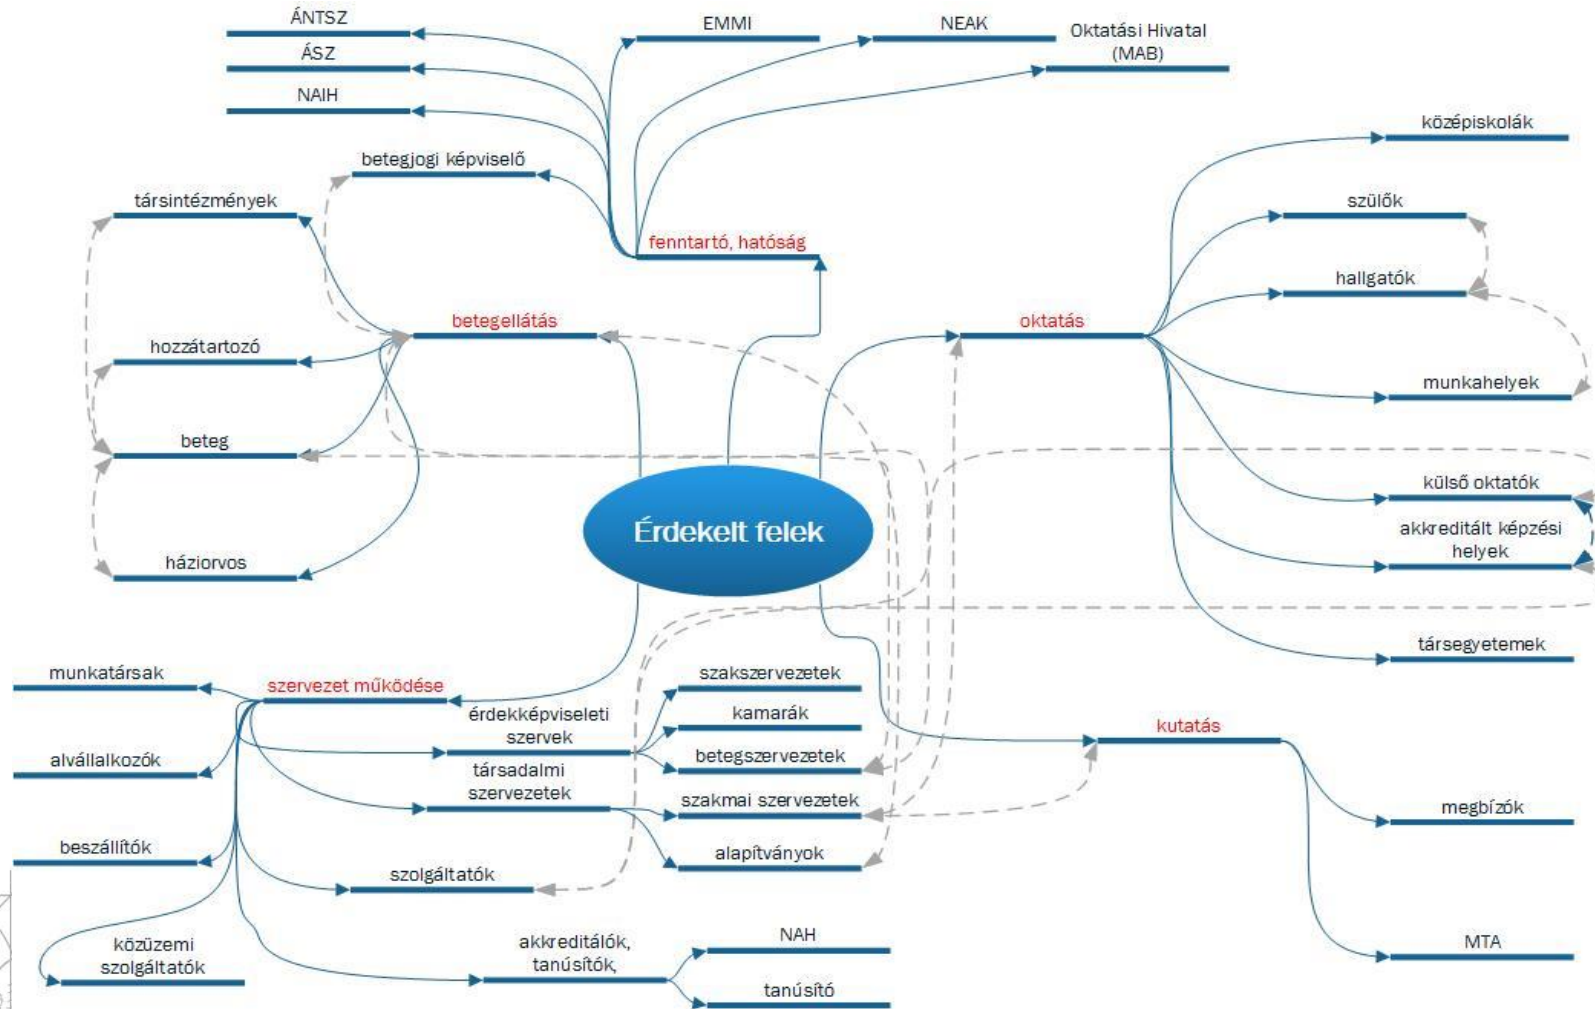 ÁNTSZ
EMMI
NEAK
Oktatási Hivatal
(MAB)
ÁSZ
NAIH
középiskolák
betegjogi képviselő
társintézmények
szülők
fenntartó, hatóság
hallgatók
betegellátás
oktatás
hozzátartozó
munkahelyek
beteg
külső oktatók
Érdekelt felek
akkreditált képzési
helyek
háziorvos
társegyetemek
munkatársak
szervezet működése
szakszervezetek
érdekképviseleti
szervek
kamarák
kutatás
alvállalkozók
betegszervezetek
társadalmi
szervezetek
szakmai szervezetek
megbízók
beszállítók
alapítványok
szolgáltatók
közüzemi
szolgáltatók
akkreditálók,
tanúsítók,
NAH
MTA
tanúsító